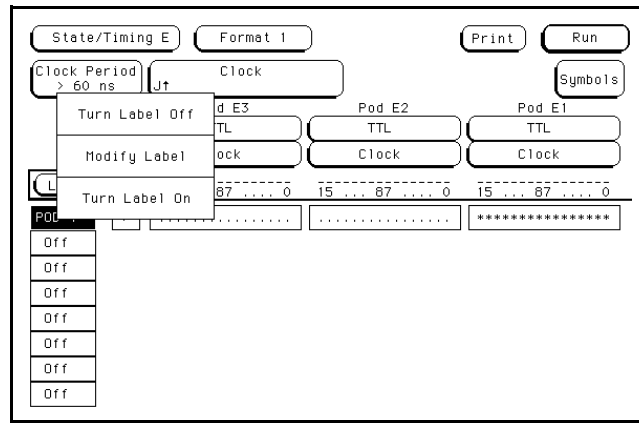 State/Timing E Format 1 Print Run
Clock Period Clock Symbols
> 60 ns J↑
Turn Label Off
Modify Label
Turn Label On
d E3 Pod E2 Pod E1
TL TTL TTL
ock Clock Clock
L 87 .... 0 15 ... 87 .... 0 15 ... 87 .... 0
POD ................ ****************
Off
Off
Off
Off
Off
Off
Off